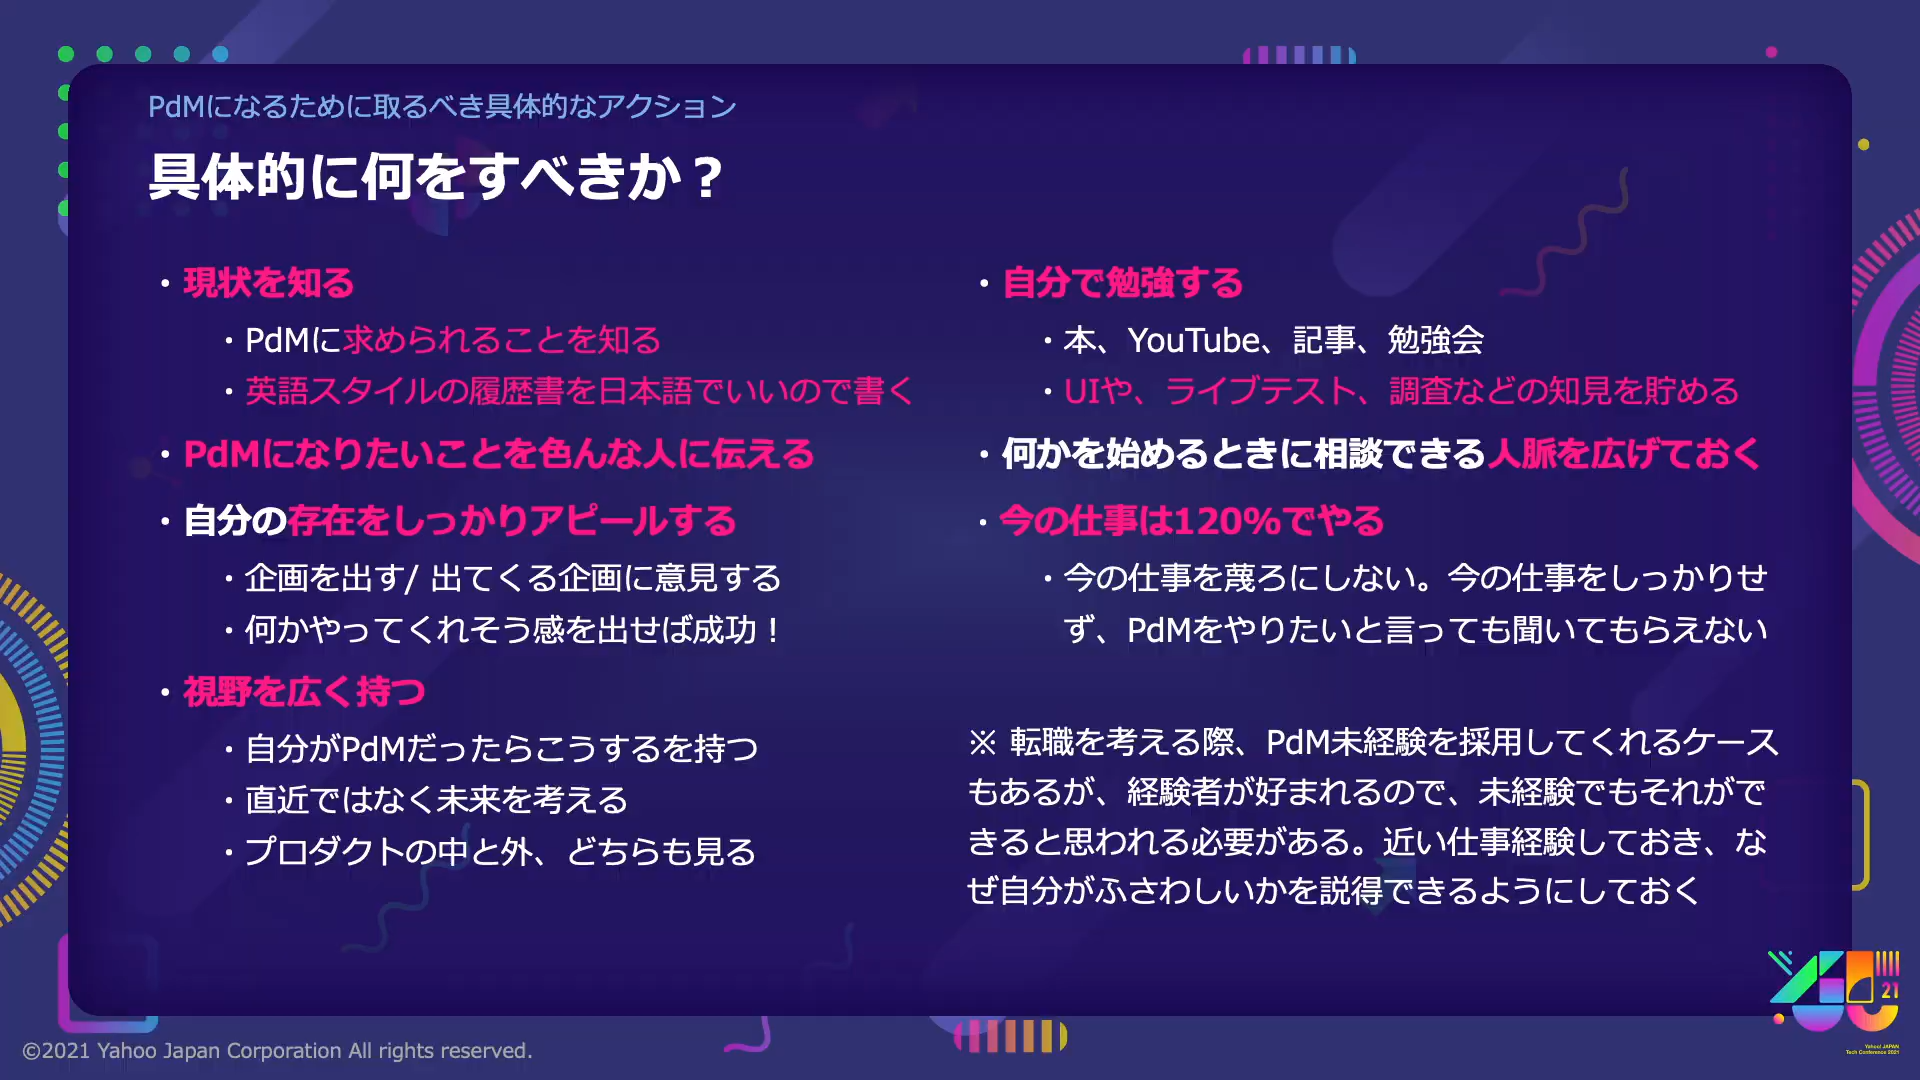 PdMになるために取るべき具体的なアクション
具体的に何をすべきか？
・現状を知る
・PdMに求められることを知る
・英語スタイルの履歴書を日本語でいいので書く
・PdMになりたいことを色んな人に伝える
・自分の存在をしっかりアピールする
・企画を出す/ 出てくる企画に意見する
・何かやってくれそう感を出せば成功！
・視野を広く持つ
・自分がPdMだったらこうするを持つ
・直近ではなく未来を考える
・プロダクトの中と外、どちらも見る
・自分で勉強する
・本、YouTube、記事、勉強会
・UIや、ライブテスト、調査などの知見を貯める
・何かを始めるときに相談できる人脈を広げておく
・今の仕事は120%でやる
・今の仕事を蔑ろにしない。今の仕事をしっかりせ
ず、PdMをやりたいと言っても聞いてもらえない
※ 転職を考える際、PdM未経験を採用してくれるケース
もあるが、経験者が好まれるので、未経験でもそれがで
きると思われる必要がある。近い仕事経験しておき、な
ぜ自分がふさわしいかを説得できるようにしておく
21
Yahoo! JAPAN
Tech Conference 2021
©2021 Yahoo Japan Corporation All rights reserved.